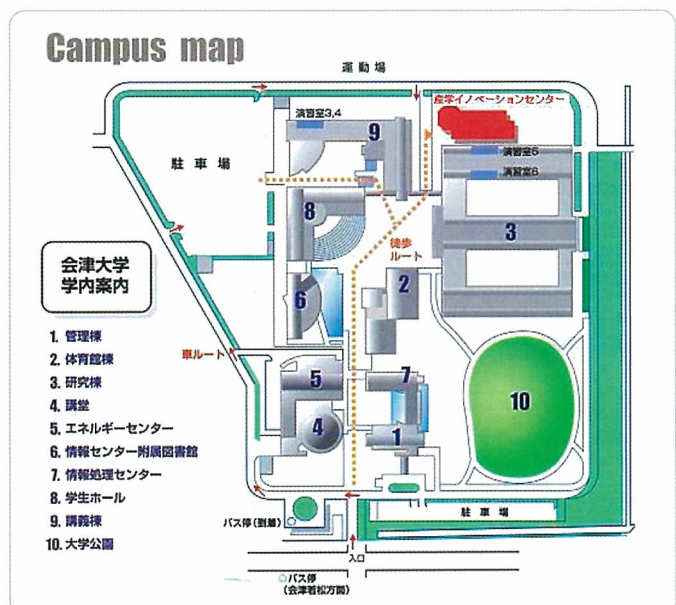 Campus map
運動場
産学イノベーションセンター
演習室3,4
9
演習室5
駐車場
演習室6
8
3
徒歩
ルート
会津大学
学内案内
2
6
1. 管理棟
2. 体育館棟
3. 研究棟
4. 講堂
5. エネルギーセンター
6. 情報センター附属図書館
7. 情報処理センター
8. 学生ホール
9. 講義棟
10. 大学公園
車ルート
5
7
10
4
1
駐車場
バス停(到着)
入口
バス停
(会津若松方面)